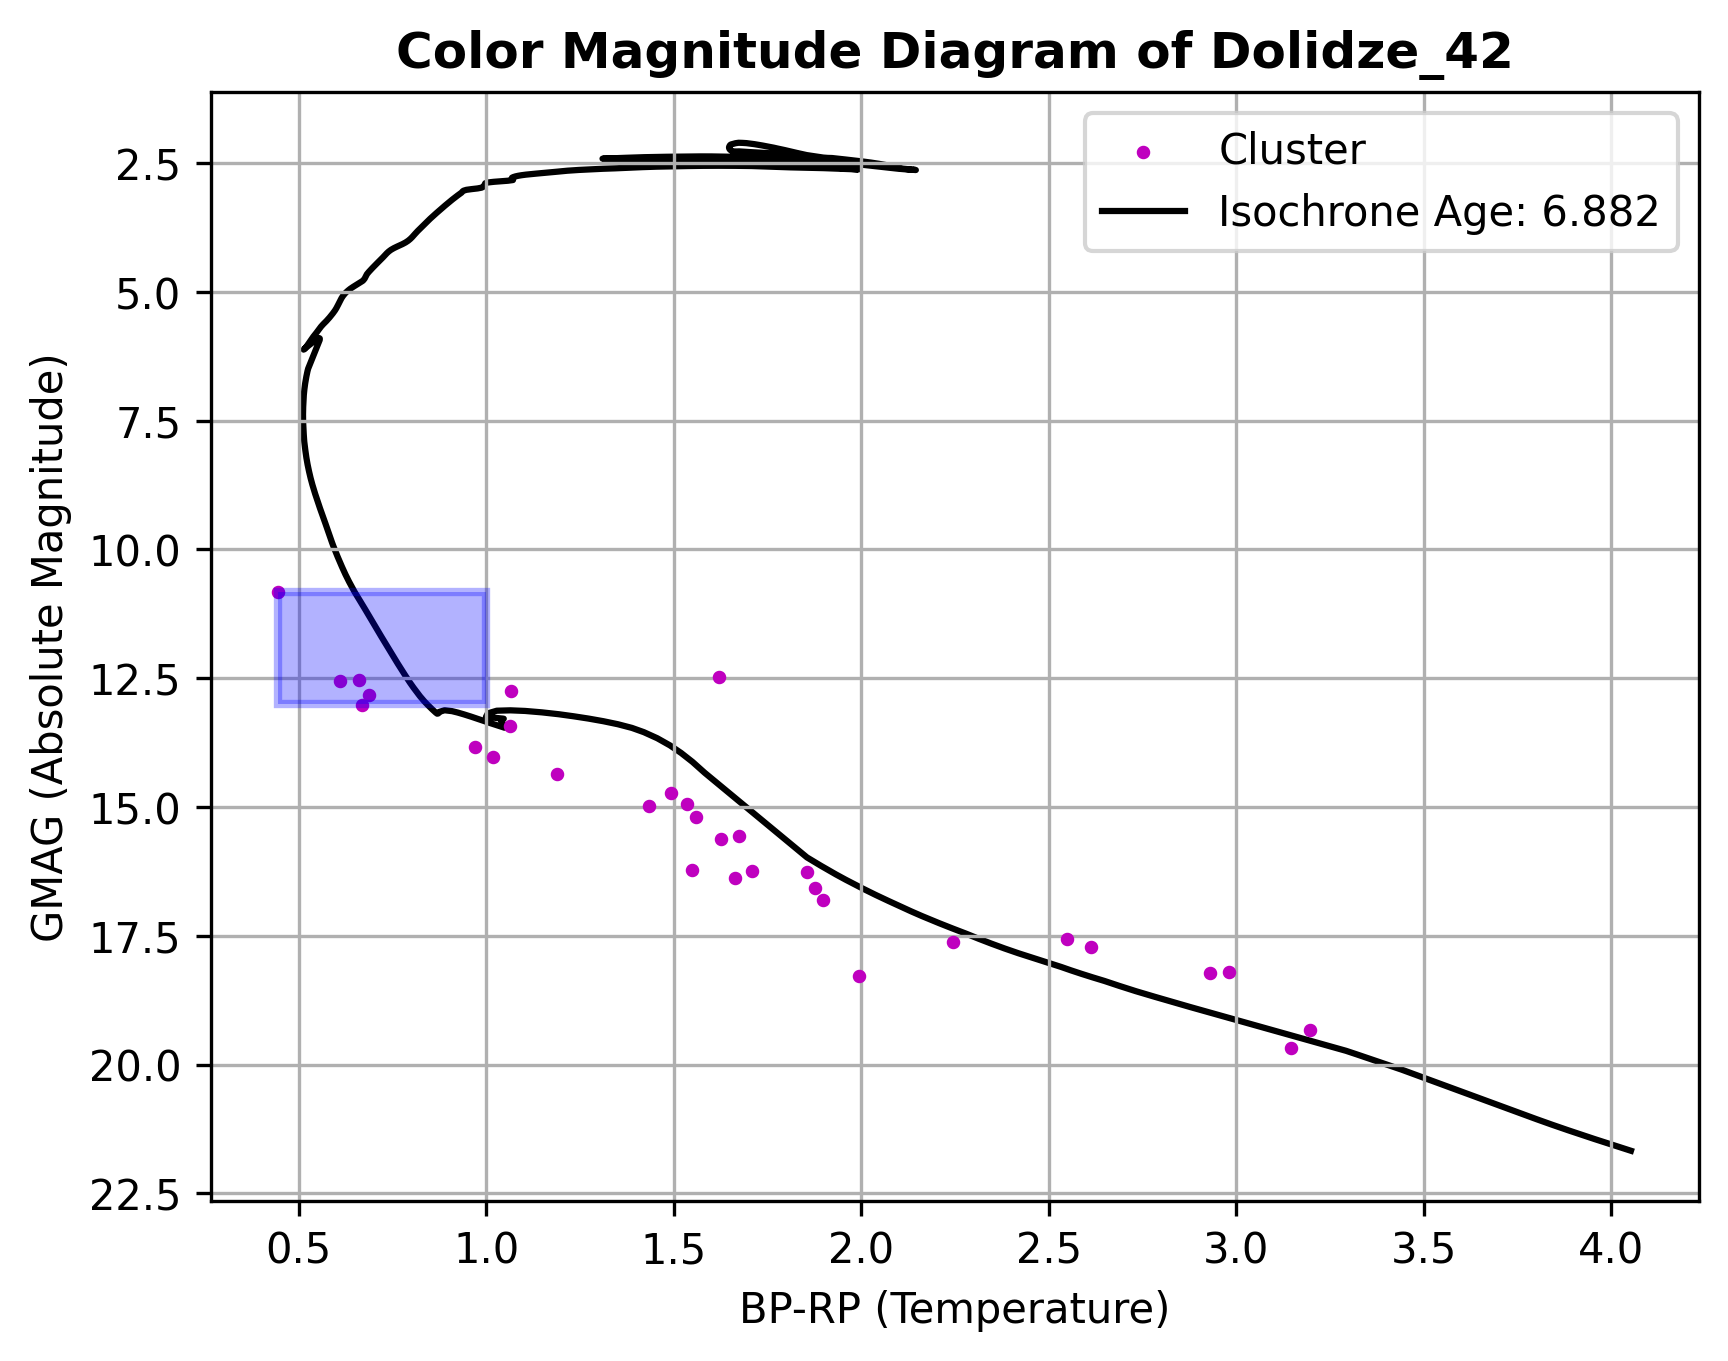 Color Magnitude Diagram of Dolidze_42
Cluster
Isochrone Age: 6.882
GMAG (Absolute Magnitude)
2.5
5.0
7.5
10.0
12.5
15.0
17.5
20.0
22.5
0.5 1.0 1.5 2.0 2.5 3.0 3.5 4.0
BP-RP (Temperature)